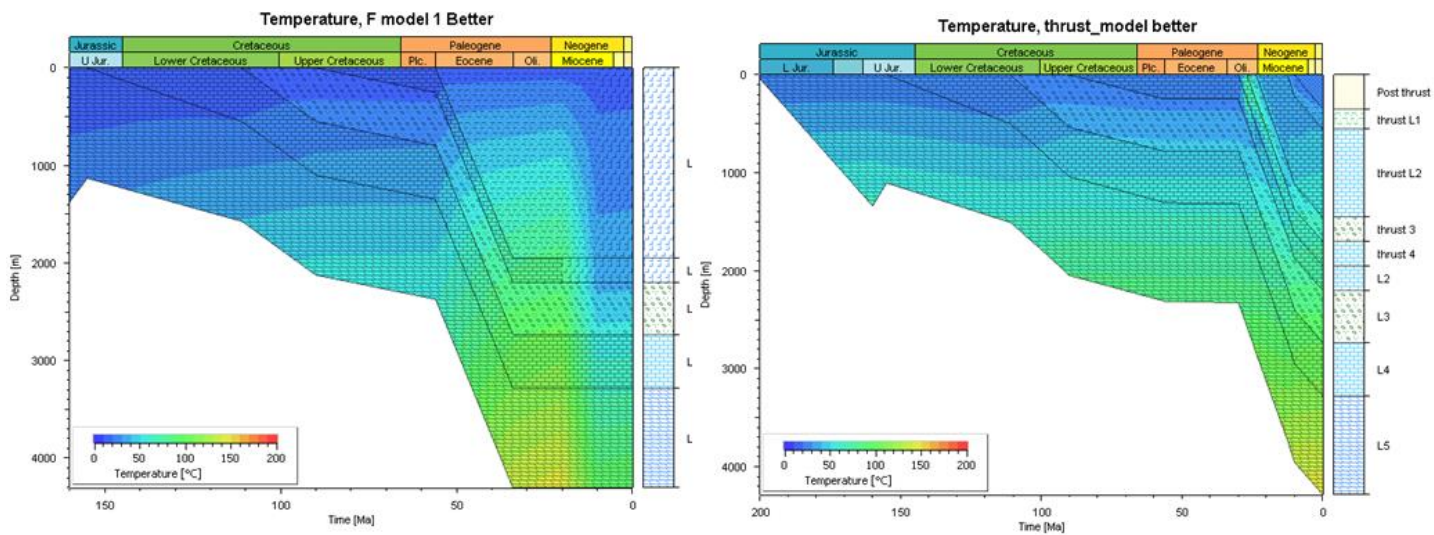 Temperature, F model 1 Better
Jurassic Cretaceous Paleogene Neogene
U Jur. Lower Cretaceous Upper Cretaceous Plc. Eocene Oli. Miocene
0
1000
2000
3000
4000
Depth [m]
L
L
L
L
L
0 50 100 150 200
Temperature [°C]
150 100 50 0
Time [Ma]
Temperature, thrust_model better
Jurassic Cretaceous Paleogene Neogene
L Jur. U Jur. Lower Cretaceous Upper Cretaceous Plc. Eocene Oli. Miocene
0
1000
2000
3000
4000
Depth [m]
Post thrust
thrust L1
thrust L2
thrust 3
thrust 4
L2
L3
L4
L5
0 50 100 150 200
Temperature [°C]
200 150 100 50 0
Time [Ma]